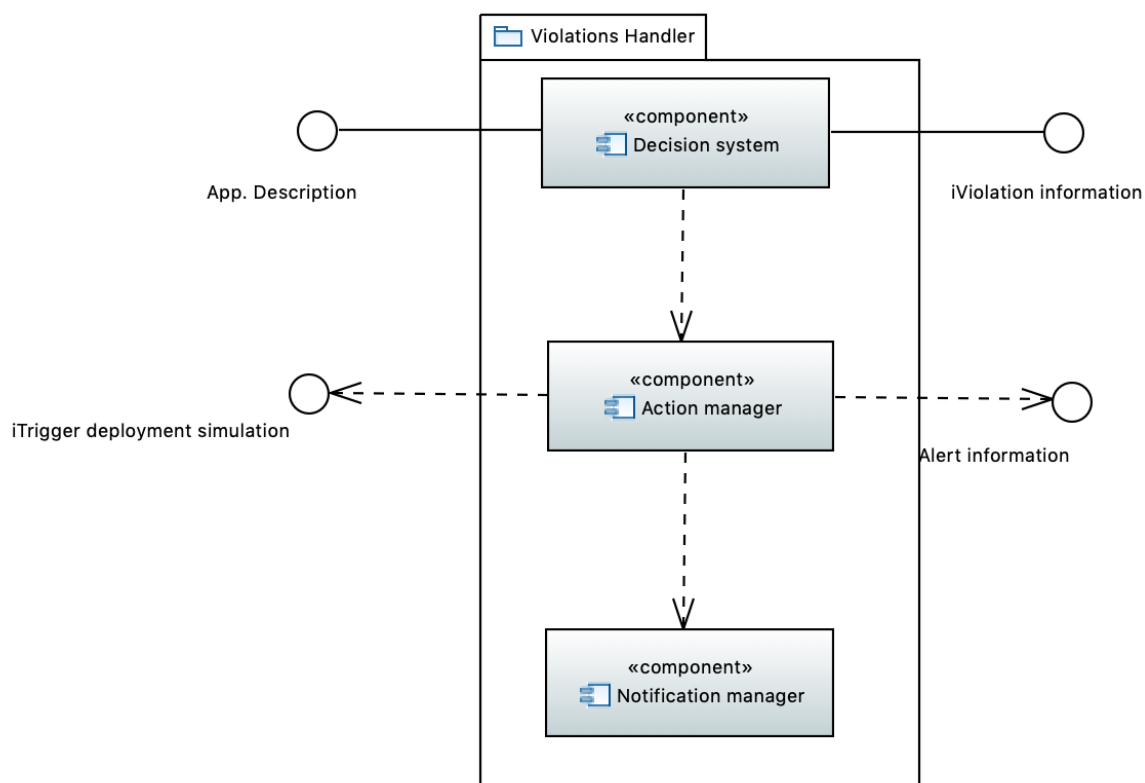 Violations Handler
«component»
Decision system
App. Description
iViolation information
«component»
Action manager
iTrigger deployment simulation
Alert information
«component»
Notification manager